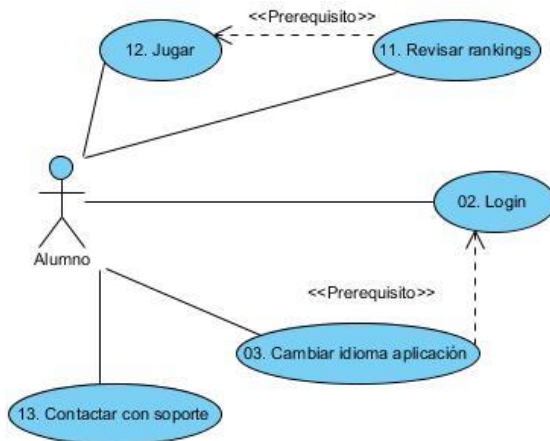 <<Prerequisito>>
12. Jugar
11. Revisar rankings
02. Login
Alumno
<<Prerequisito>>
03. Cambiar idioma aplicación
13. Contactar con soporte